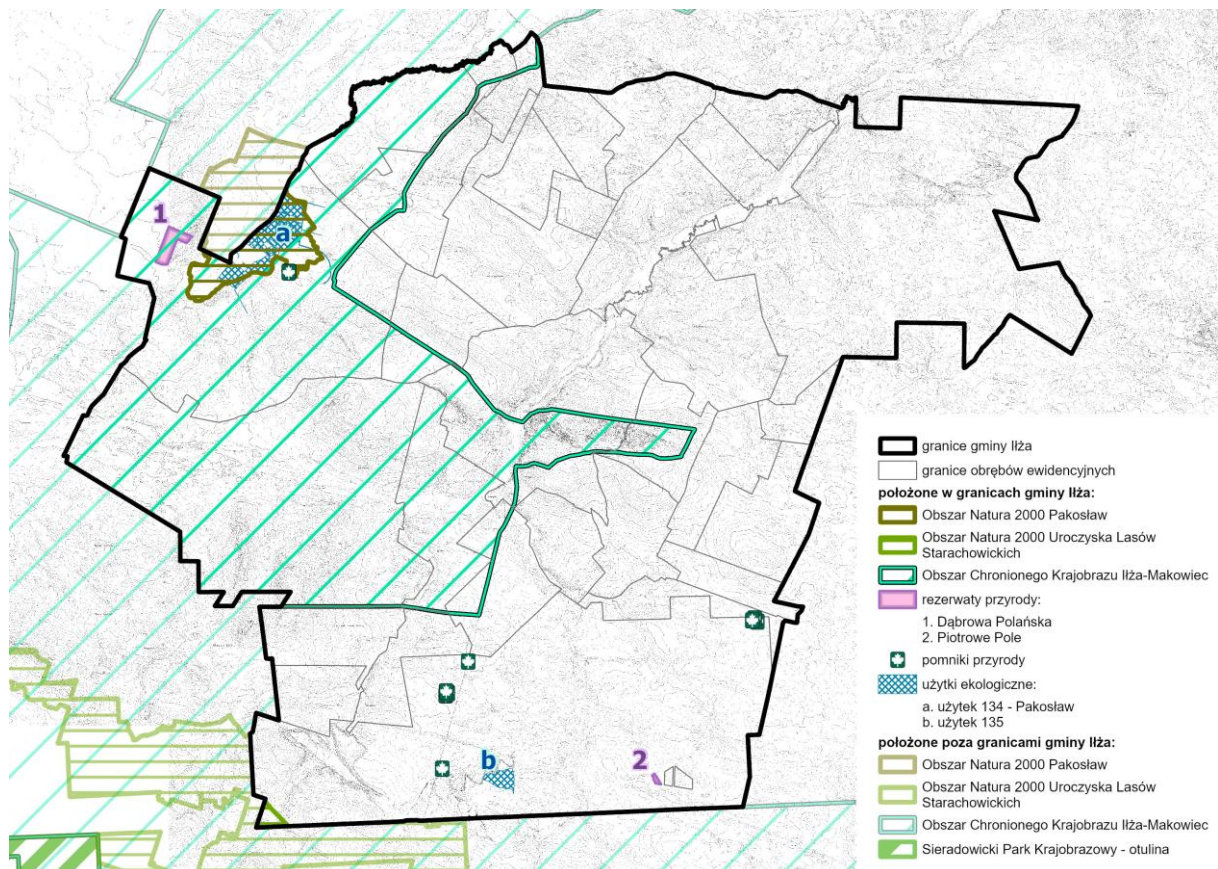 1
a
b
2
granice gminy Iłża
granice obrębów ewidencyjnych
położone w granicach gminy Iłża:
Obszar Natura 2000 Pakosław
Obszar Natura 2000 Uroczyska Lasów
Starachowickich
Obszar Chronionego Krajobrazu Iłża-Makowiec
rezerwaty przyrody:
1. Dąbrowa Polańska
2. Piotrowe Pole
pomniki przyrody
użytki ekologiczne:
a. użytek 134 - Pakosław
b. użytek 135
położone poza granicami gminy Iłża:
Obszar Natura 2000 Pakosław
Obszar Natura 2000 Uroczyska Lasów
Starachowickich
Obszar Chronionego Krajobrazu Iłża-Makowiec
Sieradowicki Park Krajobrazowy - otulina